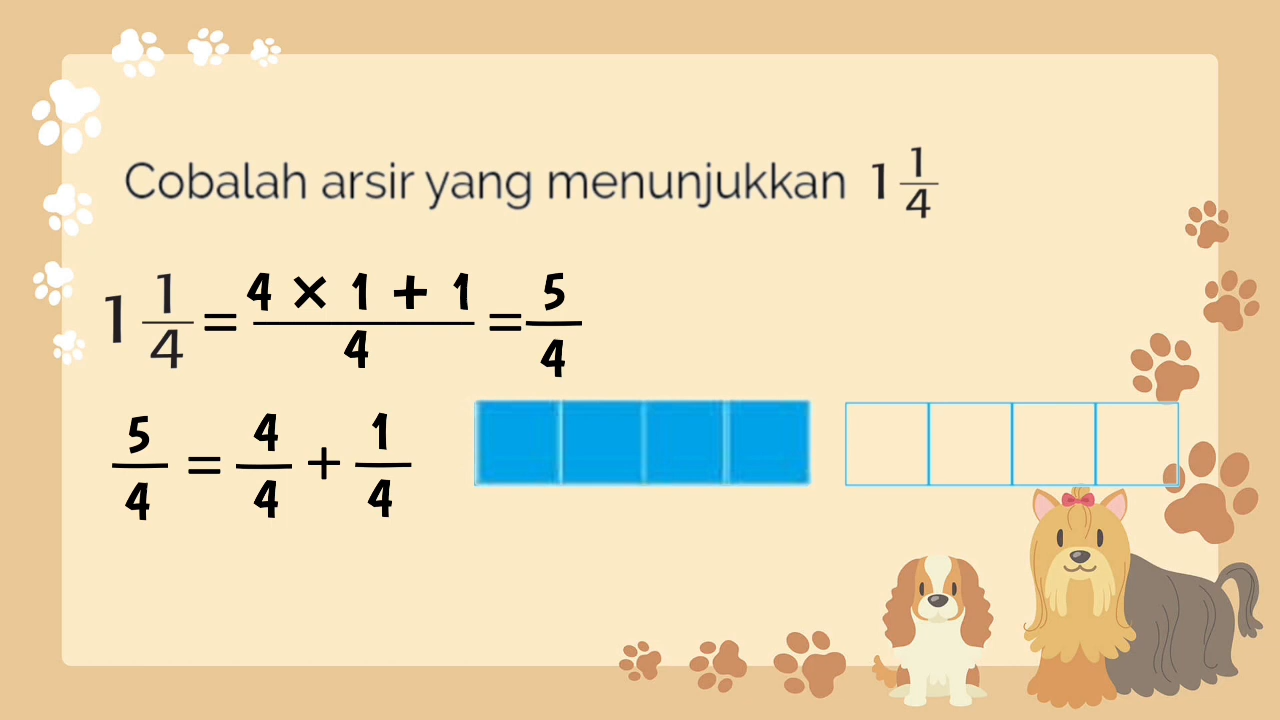 Cobalah arsir yang menunjukkan 1 1/4
1 1/4 = (4 × 1 + 1)/4 = 5/4
5/4 = 4/4 + 1/4